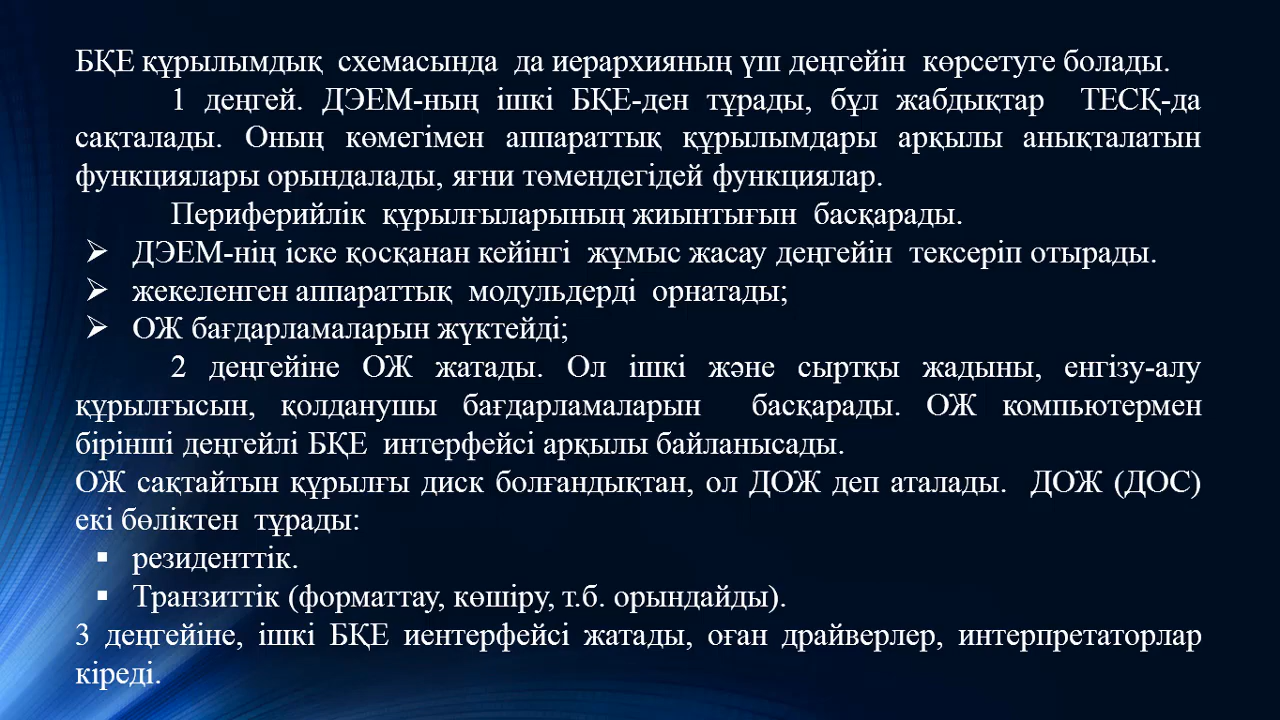 БҚЕ құрылымдық схемасында да иерархияның үш деңгейін көрсетуге болады.
1 деңгей. ДЭЕМ-ның ішкі БҚЕ-ден тұрады, бұл жабдықтар ТЕСҚ-да
сақталады. Оның көмегімен аппараттық құрылымдары арқылы анықталатын
функциялары орындалады, яғни төмендегідей функциялар.
Периферийлік құрылғыларының жиынтығын басқарады.
➢ ДЭЕМ-нің іске қосқанан кейінгі жұмыс жасау деңгейін тексеріп отырады.
➢ жекеленген аппараттық модульдерді орнатады;
➢ ОЖ бағдарламаларын жүктейді;
2 деңгейіне ОЖ жатады. Ол ішкі және сыртқы жадыны, енгізу-алу
құрылғысын, қолданушы бағдарламаларын басқарады. ОЖ компьютермен
бірінші деңгейлі БҚЕ интерфейсі арқылы байланысады.
ОЖ сақтайтын құрылғы диск болғандықтан, ол ДОЖ деп аталады. ДОЖ (ДОС)
екі бөліктен тұрады:
▪ резиденттік.
▪ Транзиттік (форматтау, көшіру, т.б. орындайды).
3 деңгейіне, ішкі БҚЕ иентерфейсі жатады, оған драйверлер, интерпретаторлар
кіреді.